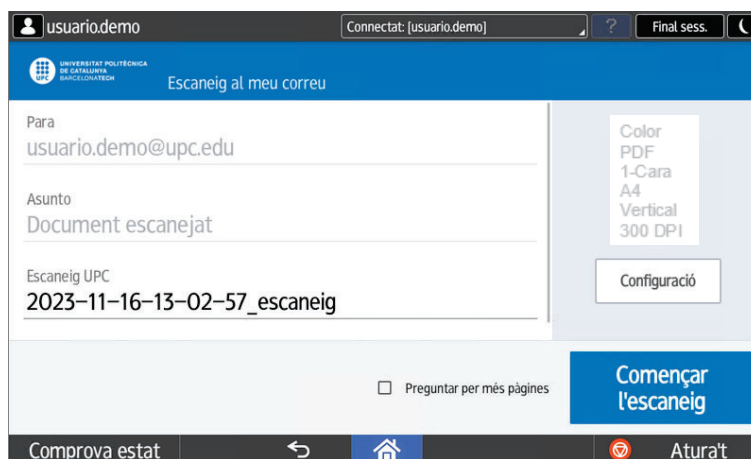 usuario.demo
Connectat: [usuario.demo]
?
Final sess.
UNIVERSITAT POLITÈCNICA
DE CATALUNYA
BARCELONATECH
UPC
Escaneig al meu correu
Para
usuario.demo@upc.edu
Asunto
Document escanejat
Escaneig UPC
2023-11-16-13-02-57_escaneig
Color
PDF
1-Cara
A4
Vertical
300 DPI
Configuració
Preguntar per més pàgines
Començar
l'escaneig
Comprova estat
Atura't